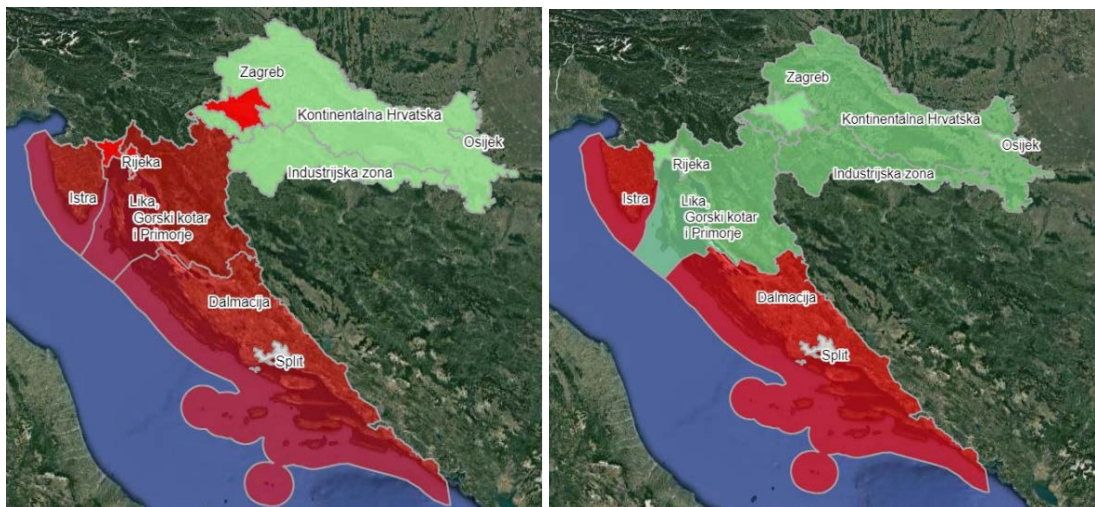 Zagreb
Kontinentalna Hrvatska
Osijek
Rijeka
Industrijska zona
Istra
Lika,
Gorski kotar
i Primorje
Dalmacija
Split
Zagreb
Kontinentalna Hrvatska
Osijek
Rijeka
Industrijska zona
Istra
Lika,
Gorski kotar
i Primorje
Dalmacija
Split